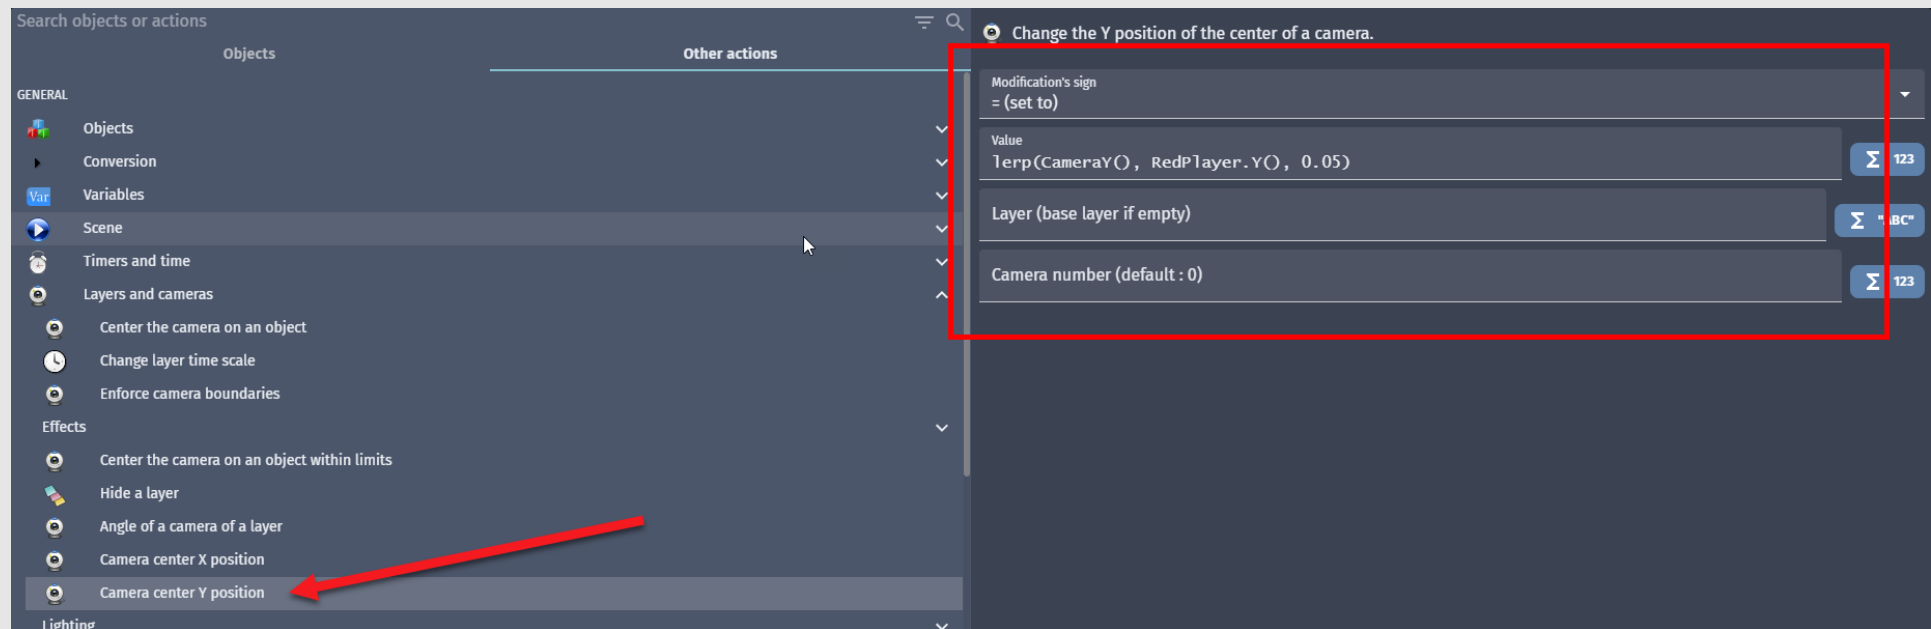 Search objects or actions
Objects
Other actions
GENERAL
Objects
Conversion
Var
Variables
Scene
Timers and time
Layers and cameras
Center the camera on an object
Change layer time scale
Enforce camera boundaries
Effects
Center the camera on an object within limits
Hide a layer
Angle of a camera of a layer
Camera center X position
Camera center Y position
Lighting
Change the Y position of the center of a camera.
Modification's sign
= (set to)
Value
lerp(CameraY(), RedPlayer.Y(), 0.05)
Σ 123
Layer (base layer if empty)
Σ "ABC"
Camera number (default : 0)
Σ 123